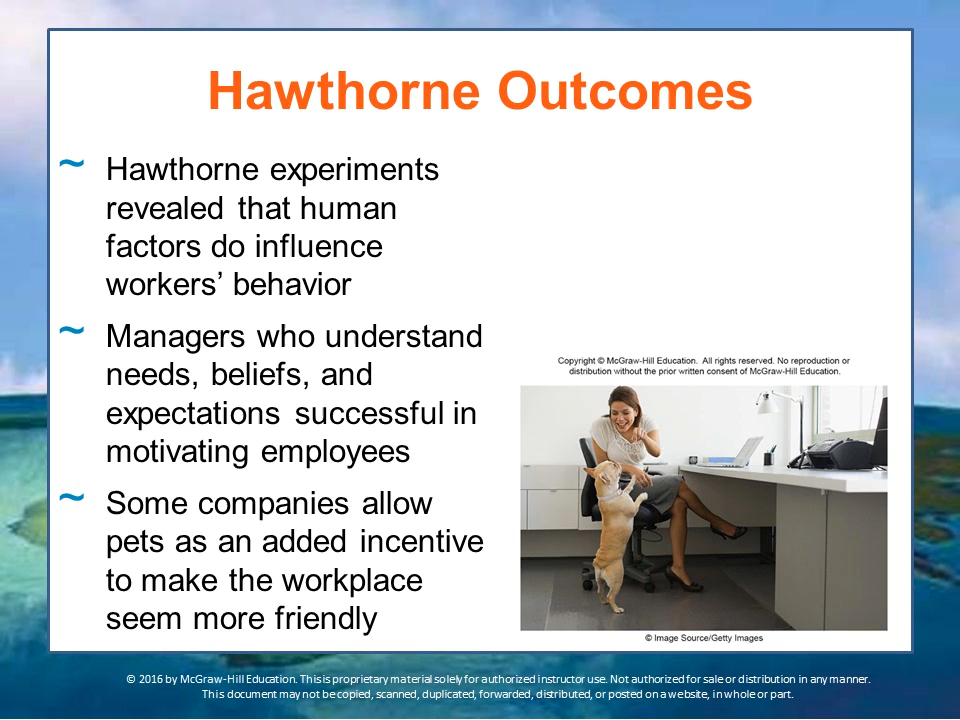 Hawthorne Outcomes
~ Hawthorne experiments
revealed that human
factors do influence
workers’ behavior
~ Managers who understand
needs, beliefs, and
expectations successful in
motivating employees
~ Some companies allow
pets as an added incentive
to make the workplace
seem more friendly
Copyright © McGraw-Hill Education. All rights reserved. No reproduction or
distribution without the prior written consent of McGraw-Hill Education.
© Image Source/Getty Images
© 2016 by McGraw-Hill Education. This is proprietary material solely for authorized instructor use. Not authorized for sale or distribution in any manner.
This document may not be copied, scanned, duplicated, forwarded, distributed, or posted on a website, in whole or part.